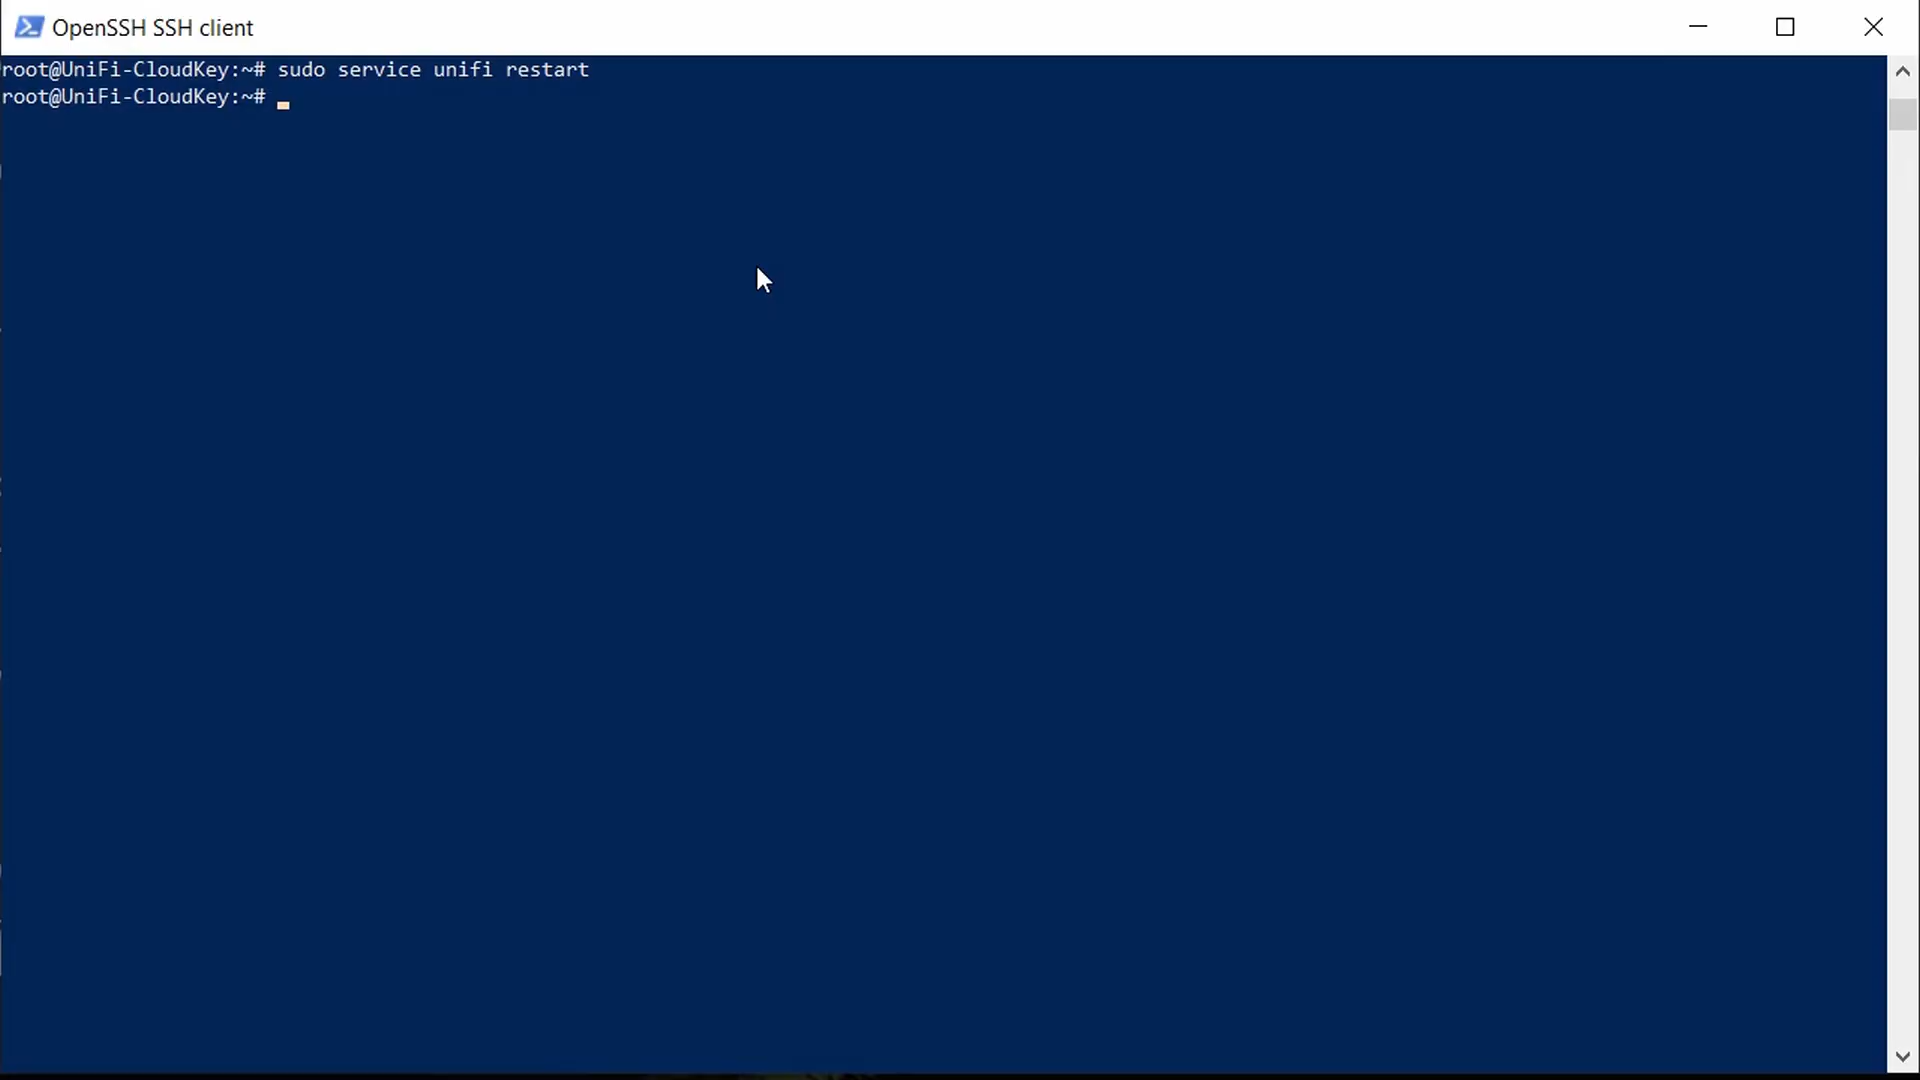 OpenSSH SSH client
root@UniFi-CloudKey:~# sudo service unifi restart
root@UniFi-CloudKey:~#